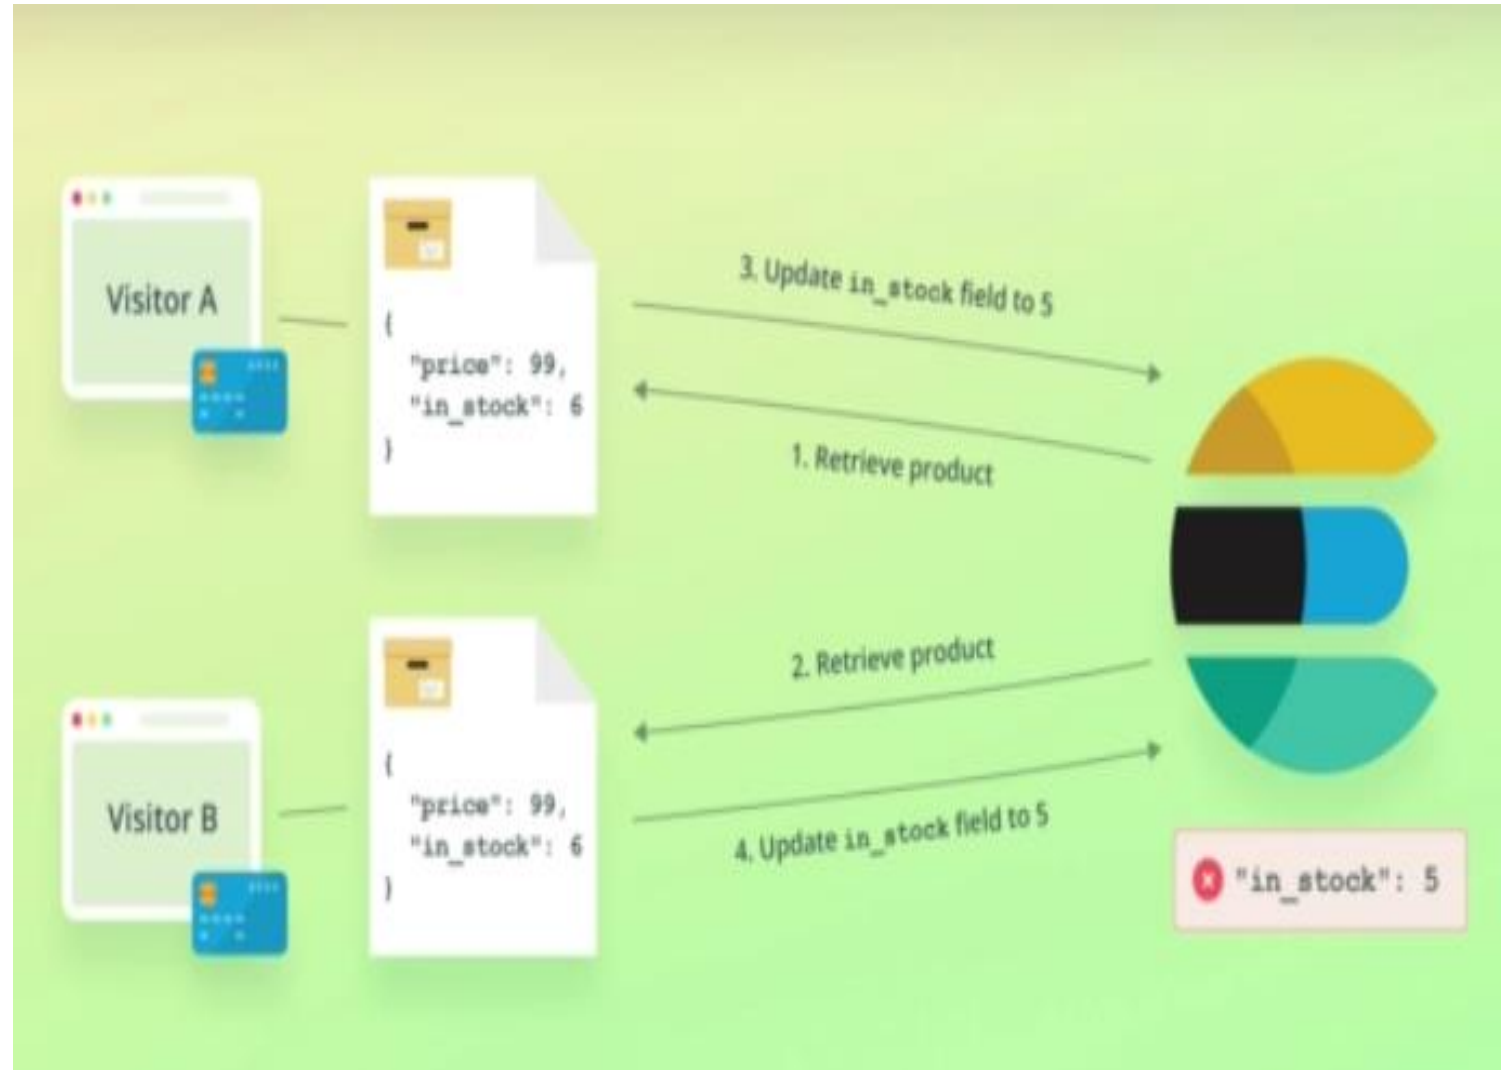 Visitor A
{
"price": 99,
"in_stock": 6
}
3. Update in_stock field to 5
1. Retrieve product
Visitor B
{
"price": 99,
"in_stock": 6
}
2. Retrieve product
4. Update in_stock field to 5
"in_stock": 5